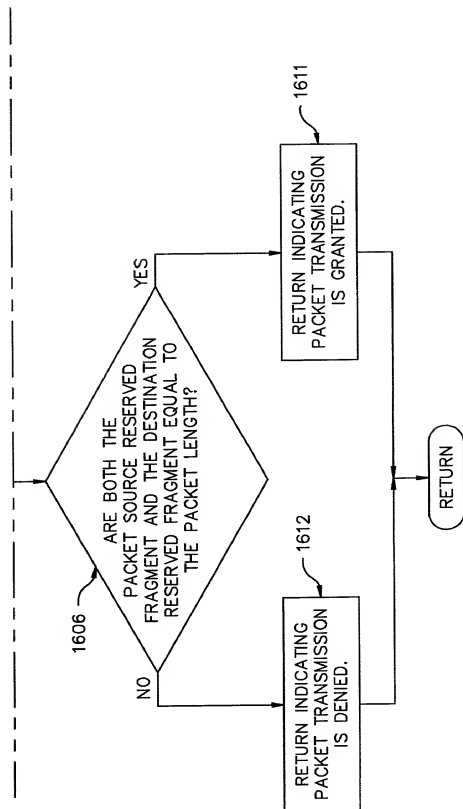 ARE BOTH THE
PACKET SOURCE RESERVED
FRAGMENT AND THE DESTINATION
RESERVED FRAGMENT EQUAL TO
THE PACKET LENGTH?
1606
NO
YES
RETURN INDICATING
PACKET TRANSMISSION
IS DENIED.
1612
RETURN INDICATING
PACKET TRANSMISSION
IS GRANTED.
1611
RETURN